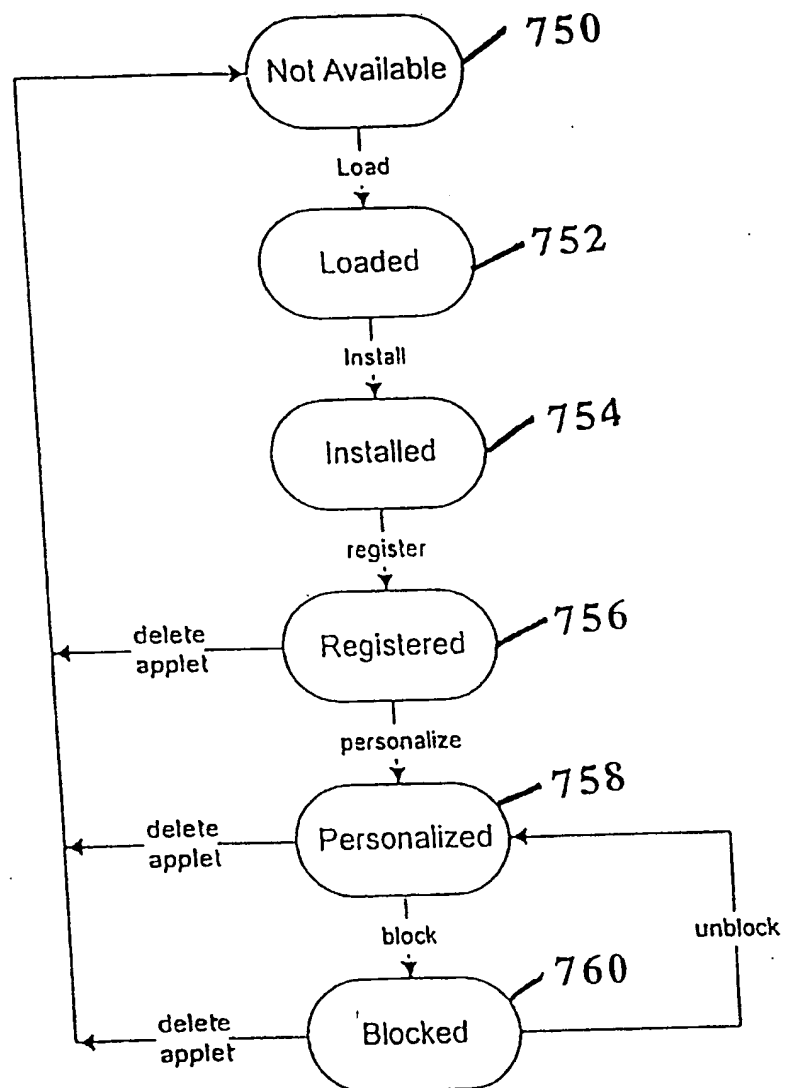 750
Not Available
Load
752
Loaded
Install
754
Installed
register
756
Registered
delete
applet
personalize
758
Personalized
delete
applet
block
unblock
760
Blocked
delete
applet